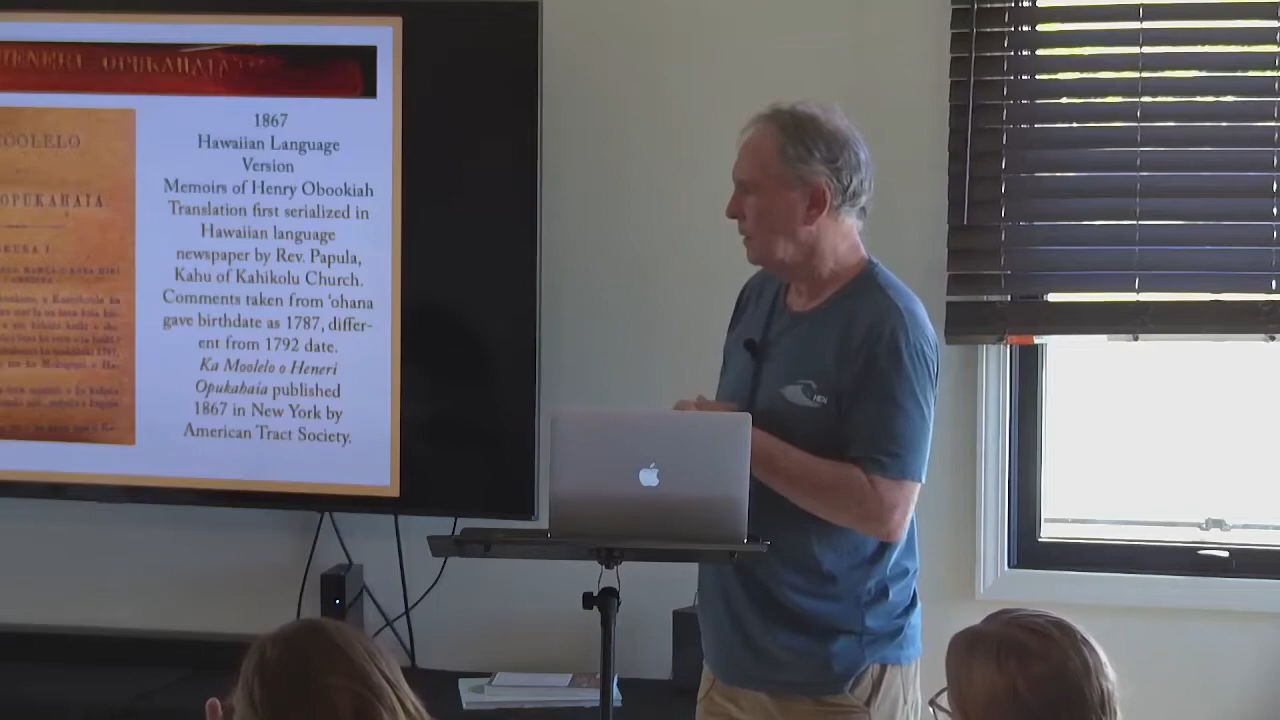 HENERI OPUKAHAIA
MOOLELO
OPUKAHAIA
1867
Hawaiian Language
Version
Memoirs of Henry Obookiah
Translation first serialized in
Hawaiian language
newspaper by Rev. Papula,
Kahu of Kahikolu Church.
Comments taken from ‘ohana
gave birthdate as 1787, differ-
ent from 1792 date.
Ka Moolelo o Heneri
Opukahaia published
1867 in New York by
American Tract Society.